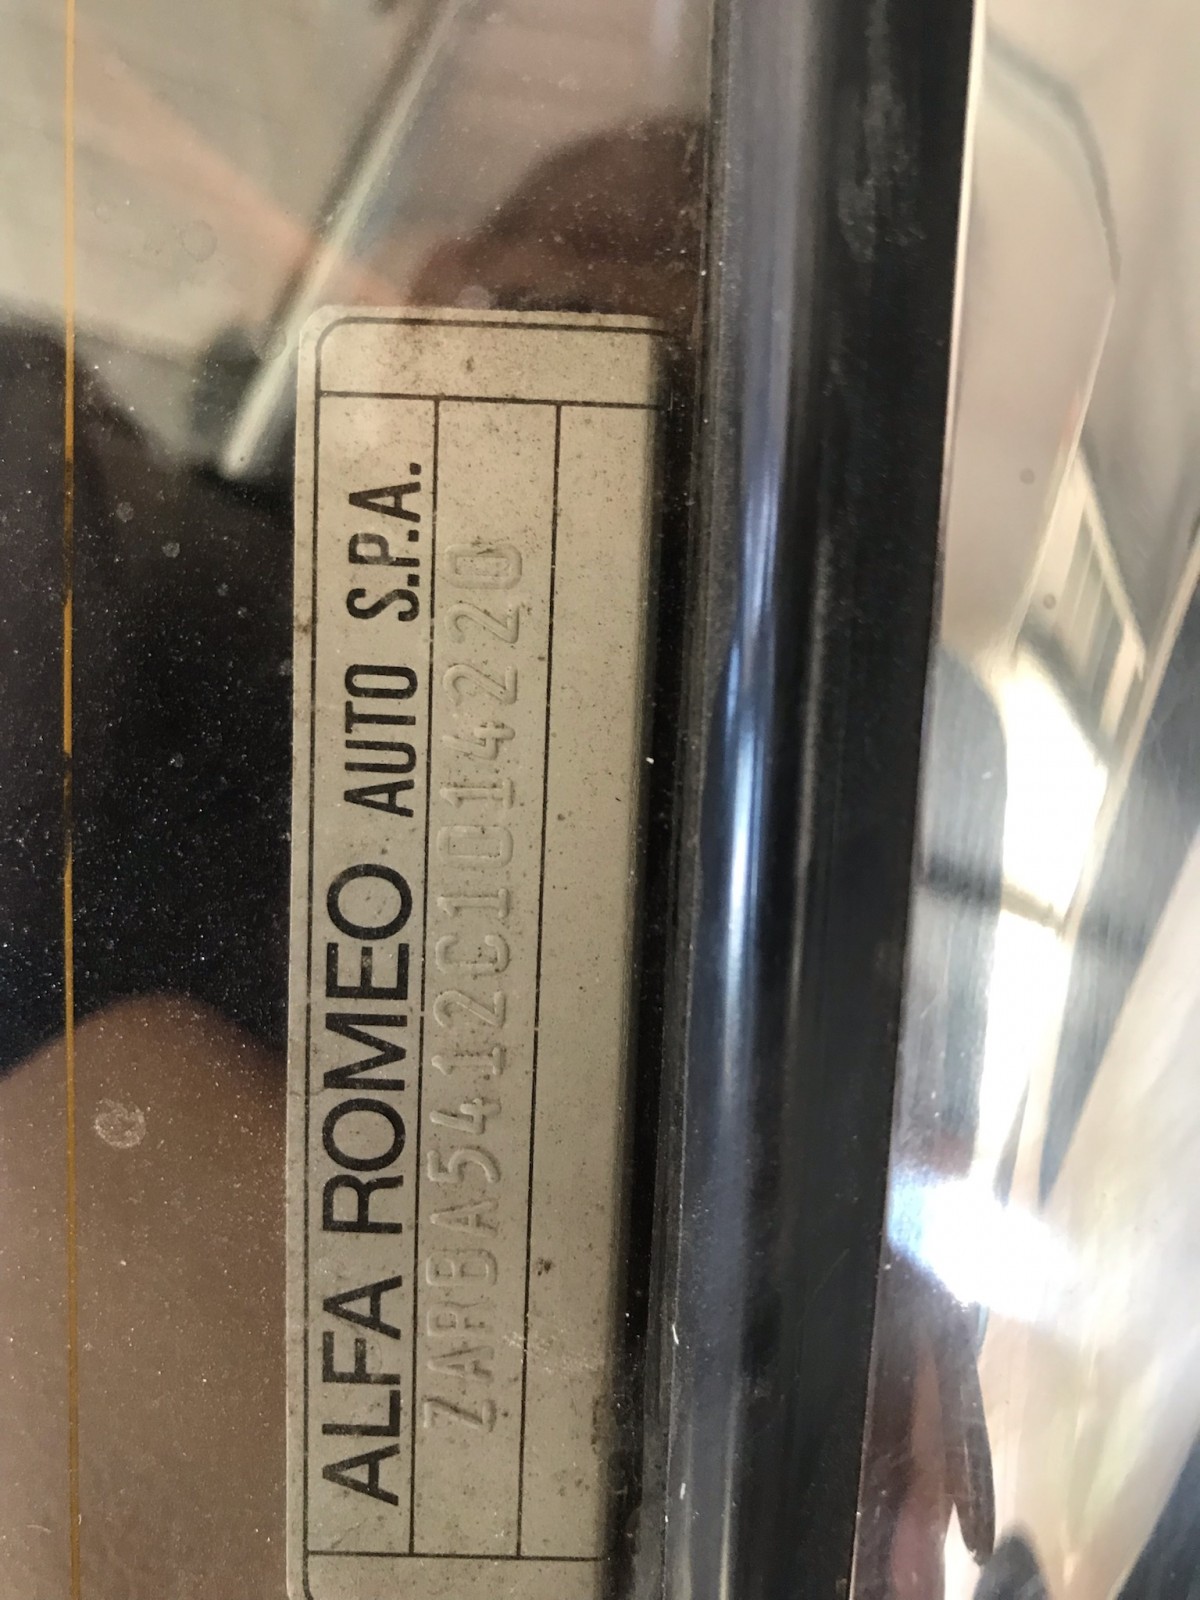 ALFA ROMEO AUTO S.P.A.
ZARBA5412C1014220